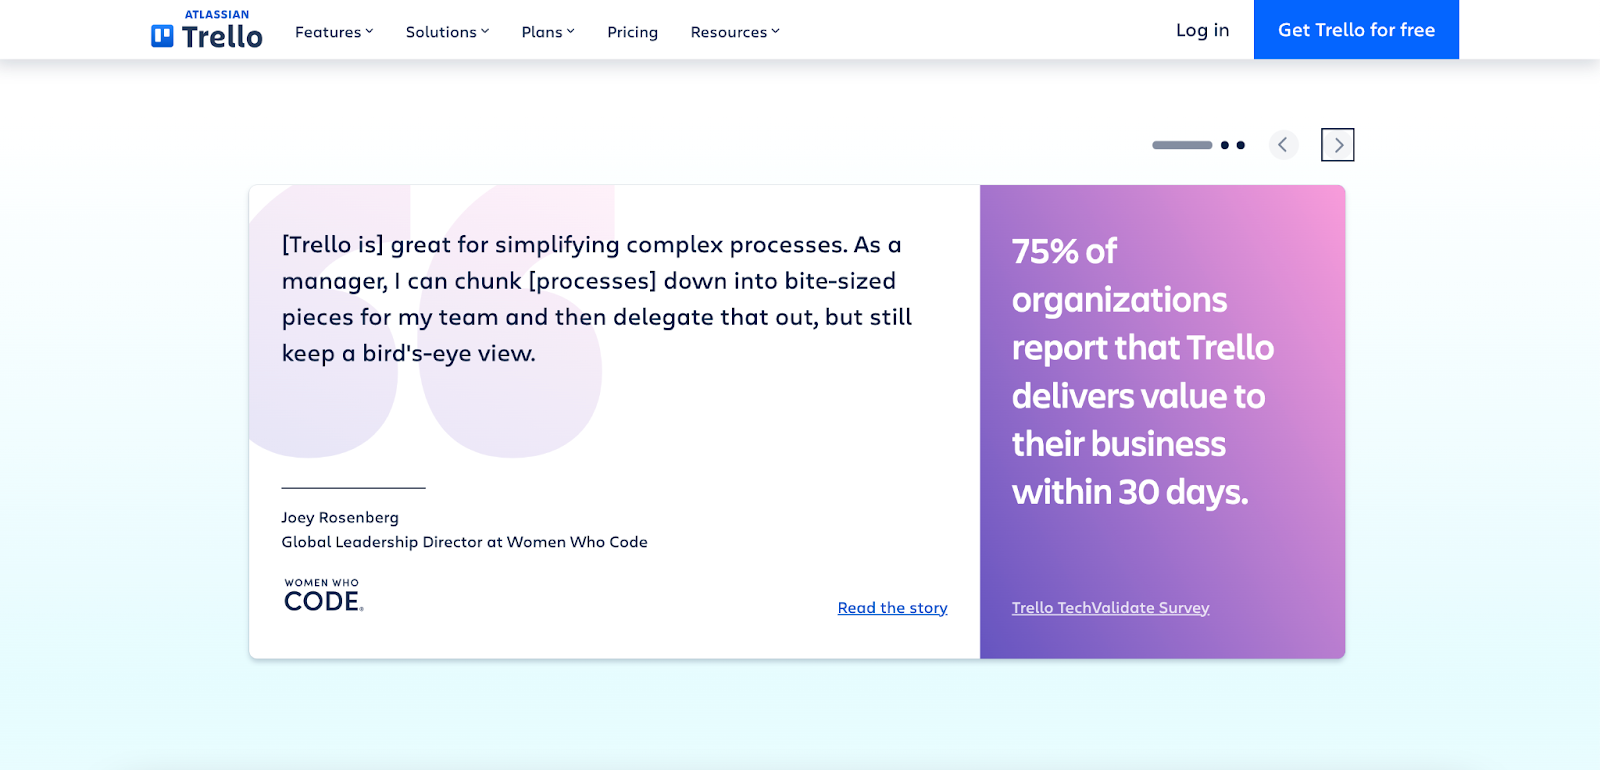 ATLASSIAN
Trello
Features
Solutions
Plans
Pricing
Resources
Log in
Get Trello for free
[Trello is] great for simplifying complex processes. As a
manager, I can chunk [processes] down into bite-sized
pieces for my team and then delegate that out, but still
keep a bird's-eye view.
Joey Rosenberg
Global Leadership Director at Women Who Code
WOMEN WHO
CODE®
Read the story
75% of
organizations
report that Trello
delivers value to
their business
within 30 days.
Trello TechValidate Survey